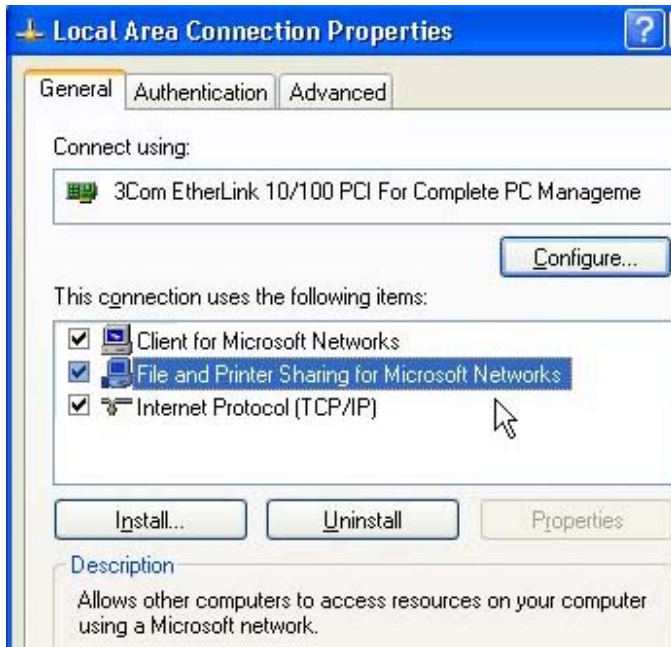 Local Area Connection Properties ?
General Authentication Advanced
Connect using:
3Com EtherLink 10/100 PCI For Complete PC Manageme
Configure...
This connection uses the following items:
Client for Microsoft Networks
File and Printer Sharing for Microsoft Networks
Internet Protocol (TCP/IP)
Install... Uninstall Properties
Description
Allows other computers to access resources on your computer
using a Microsoft network.